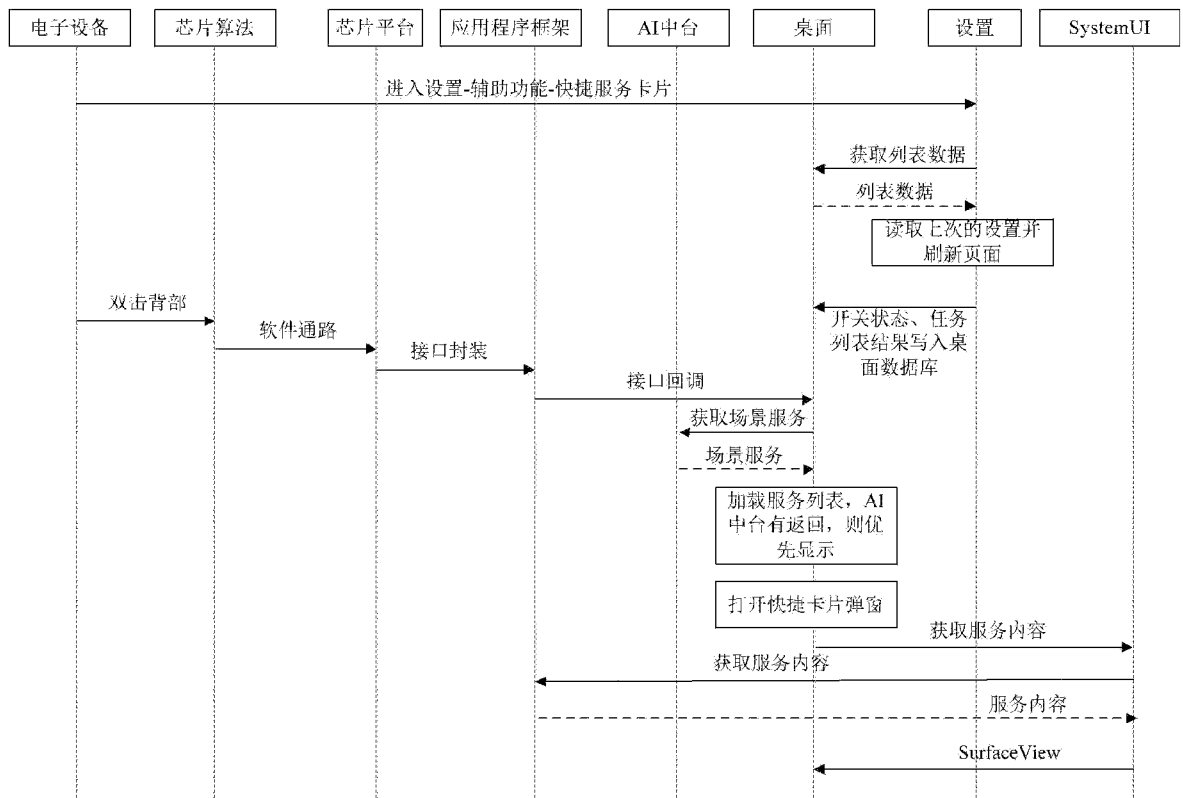 电子设备
芯片算法
芯片平台
应用程序框架
AI中台
桌面
设置
SystemUI
进入设置-辅助功能-快捷服务卡片
获取列表数据
列表数据
读取上次的设置并
刷新页面
双击背部
开关状态、任务
列表结果写入桌
面数据库
软件通路
接口封装
接口回调
获取场景服务
场景服务
加载服务列表，AI
中台有返回，则优
先显示
打开快捷卡片弹窗
获取服务内容
获取服务内容
服务内容
SurfaceView